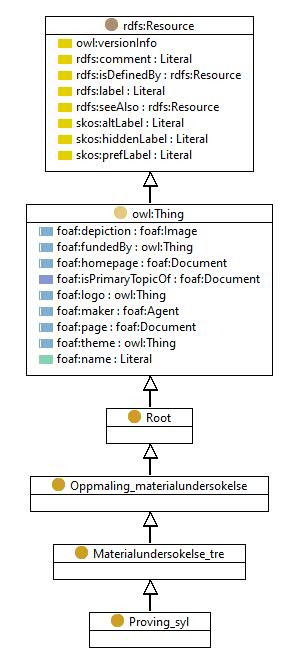 rdfs:Resource
owl:versionInfo
rdfs:comment : Literal
rdfs:isDefinedBy : rdfs:Resource
rdfs:label : Literal
rdfs:seeAlso : rdfs:Resource
skos:altLabel : Literal
skos:hiddenLabel : Literal
skos:prefLabel : Literal
owl:Thing
foaf:depiction : foaf:Image
foaf:fundedBy : owl:Thing
foaf:homepage : foaf:Document
foaf:isPrimaryTopicOf : foaf:Document
foaf:logo : owl:Thing
foaf:maker : foaf:Agent
foaf:page : foaf:Document
foaf:theme : owl:Thing
foaf:name : Literal
Root
Oppmaling_materialundersokelse
Materialundersokelse_tre
Proving_syl